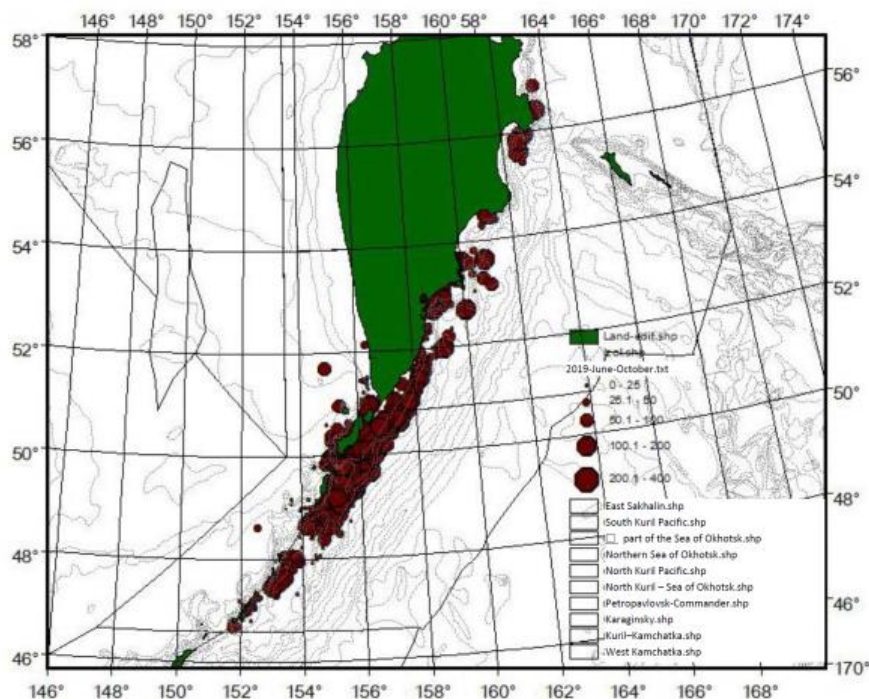 146° 148° 150° 152° 154° 156° 158° 160° 58° 162° 164° 166° 168° 170° 172° 174°
58°
56°
56°
54°
54°
52°
52°
50°
50°
48°
48°
46°
46°
170°
Land-edit.shp
2019-June-October.txt
0 - 25
25.1 - 50
50.1 - 100
100.1 - 200
200.1 - 400
East Sakhalin.shp
South Kuril Pacific.shp
part of the Sea of Okhotsk.shp
Northern Sea of Okhotsk.shp
North Kuril Pacific.shp
North Kuril – Sea of Okhotsk.shp
Petropavlovsk-Commander.shp
Karaginsky.shp
Kuril–Kamchatka.shp
West Kamchatka.shp
146° 148° 150° 152° 154° 156° 158° 160° 162° 164° 166° 168°